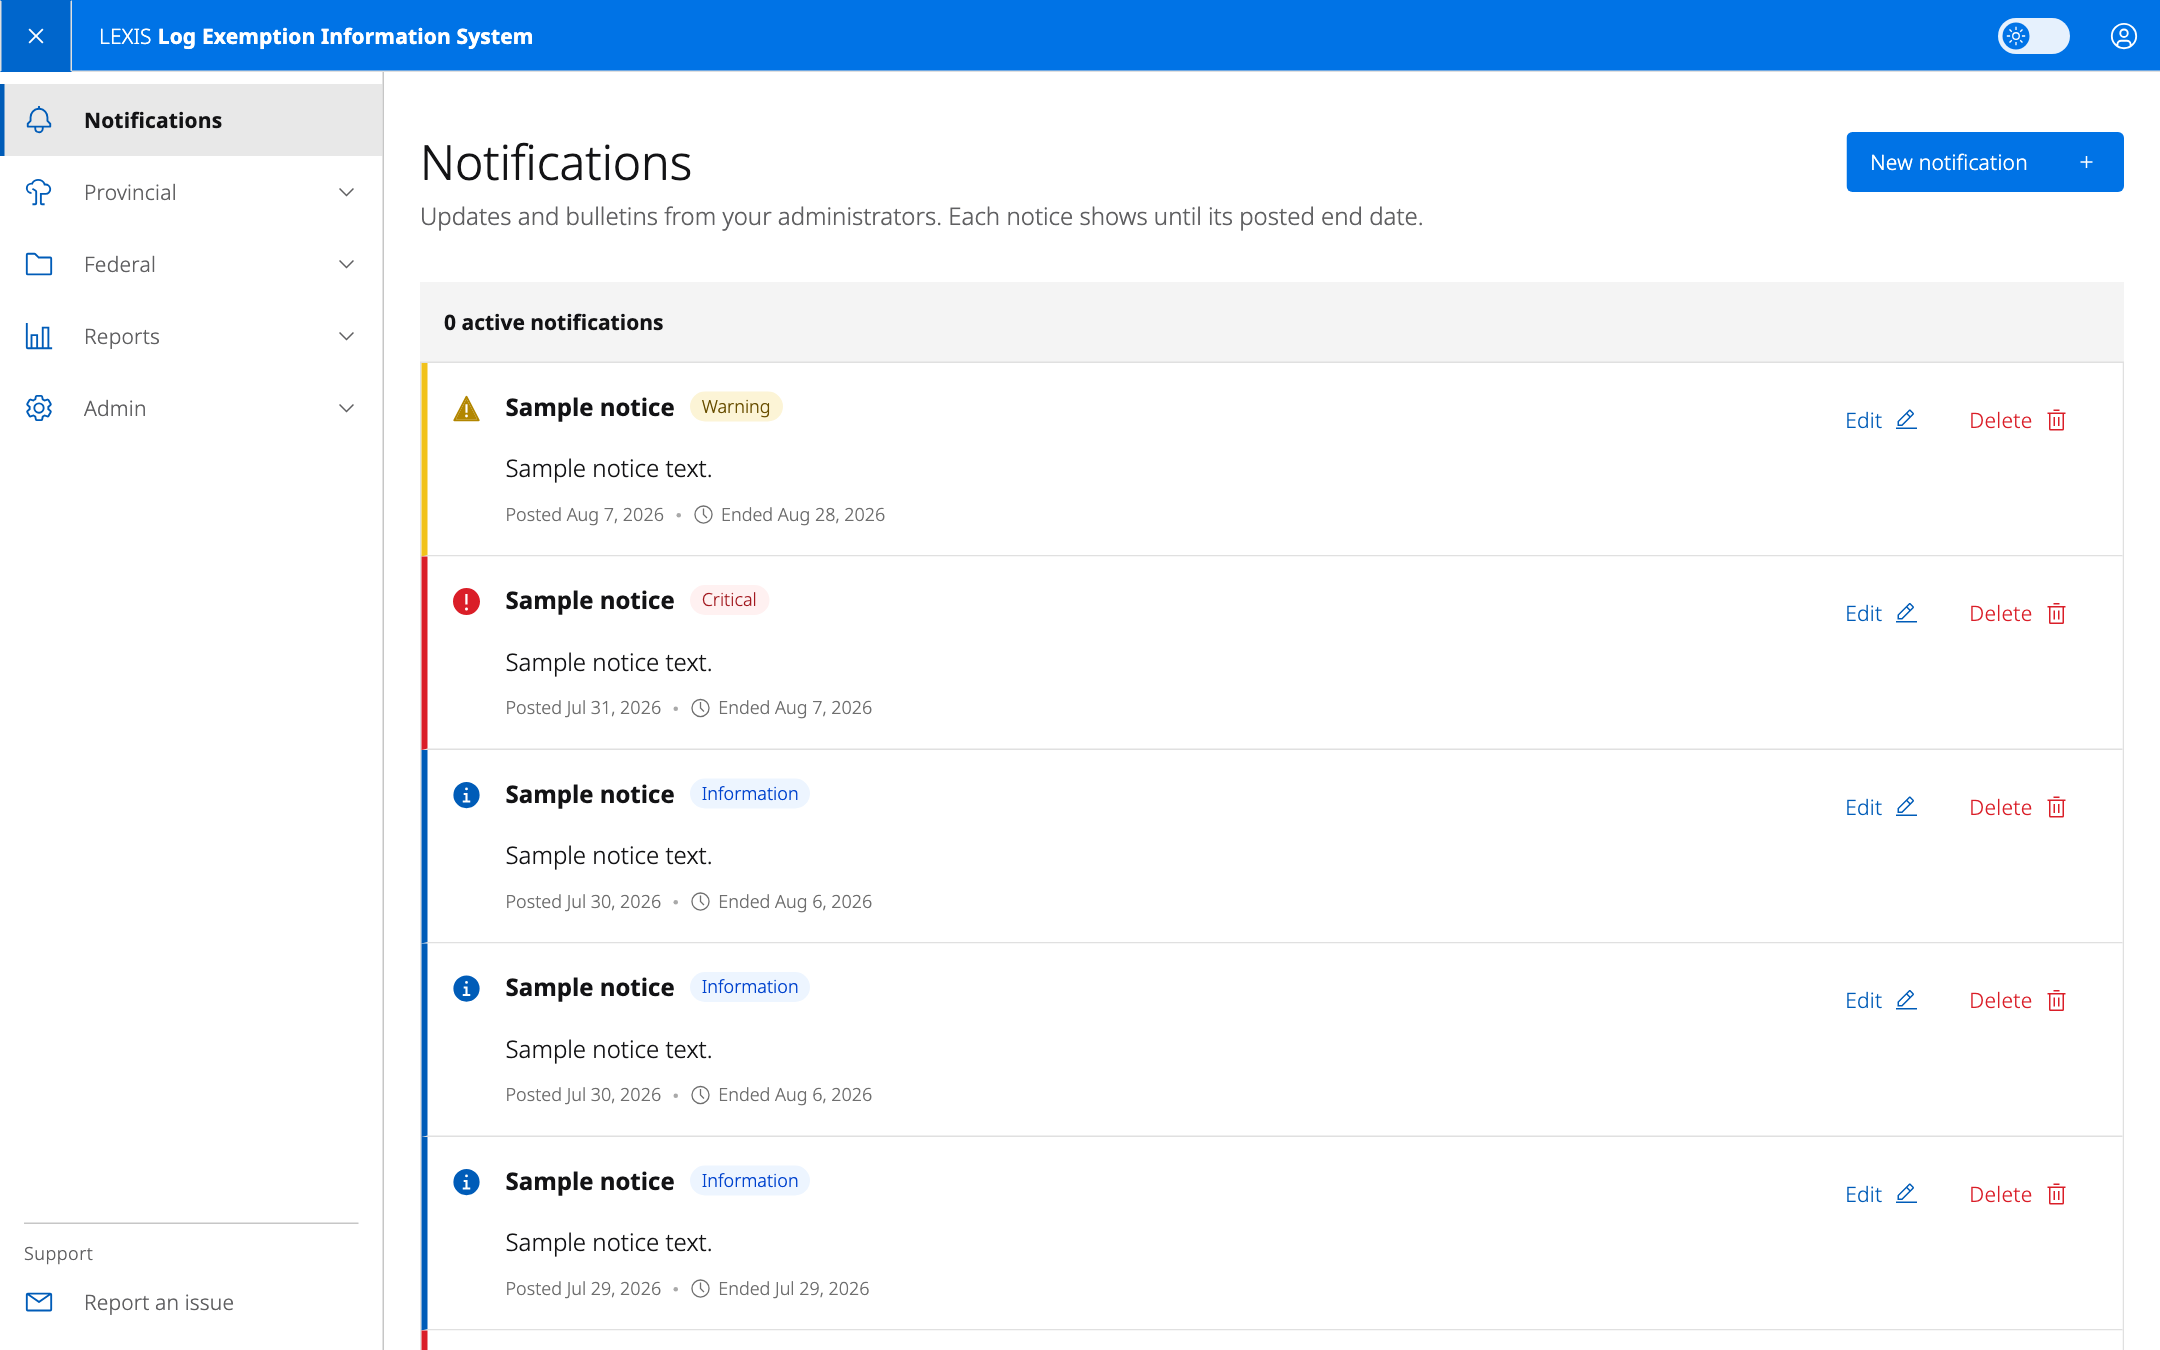 LEXIS Log Exemption Information System
Notifications
Provincial
Federal
Reports
Admin
Support
Report an issue
Notifications
New notification
Updates and bulletins from your administrators. Each notice shows until its posted end date.
0 active notifications
Sample notice Warning
Edit Delete
Sample notice text.
Posted Aug 7, 2026 • Ended Aug 28, 2026
Sample notice Critical
Edit Delete
Sample notice text.
Posted Jul 31, 2026 • Ended Aug 7, 2026
Sample notice Information
Edit Delete
Sample notice text.
Posted Jul 30, 2026 • Ended Aug 6, 2026
Sample notice Information
Edit Delete
Sample notice text.
Posted Jul 30, 2026 • Ended Aug 6, 2026
Sample notice Information
Edit Delete
Sample notice text.
Posted Jul 29, 2026 • Ended Jul 29, 2026